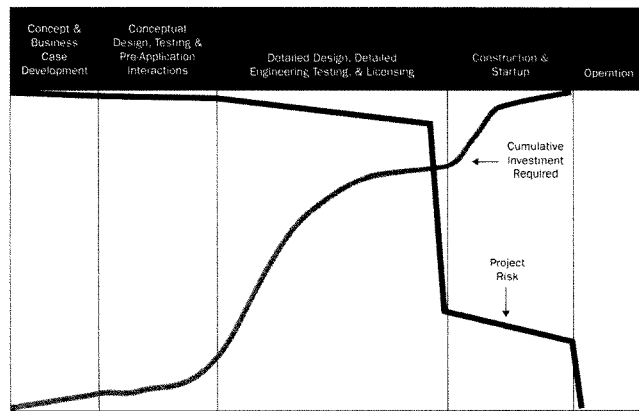 Concept &
Business
Case
Development
Conceptual
Design, Testing &
Pre-Application
Interactions
Detailed Design, Detailed
Engineering Testing, & Licensing
Construction &
Startup
Operation
Cumulative
Investment
Required
Project
Risk